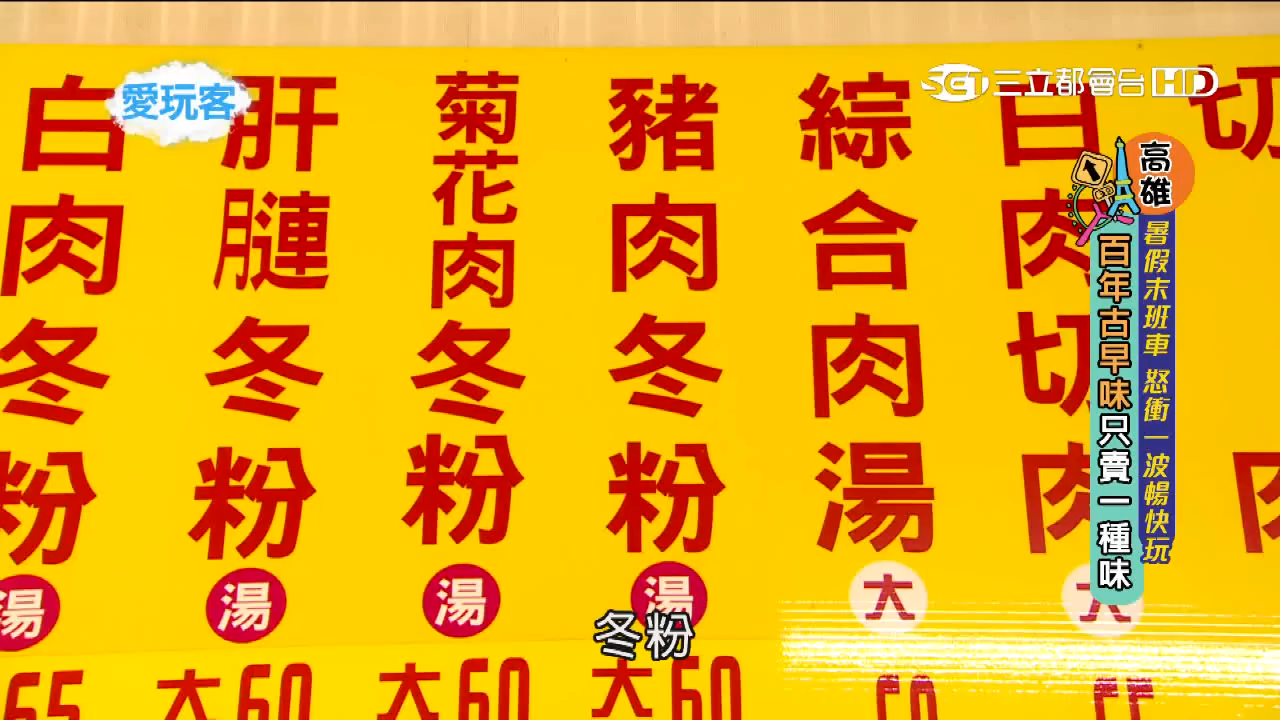 愛玩客
SET三立都會台HD
高雄
暑假末班車 怒衝一波暢快玩
百年古早味只賣一種味
白肉冬粉
湯
65
肝腱冬粉
湯
大60
菊花肉冬粉
湯
大60
豬肉冬粉
湯
大60
綜合肉湯
大
60
白切肉
大
切
肉
冬粉